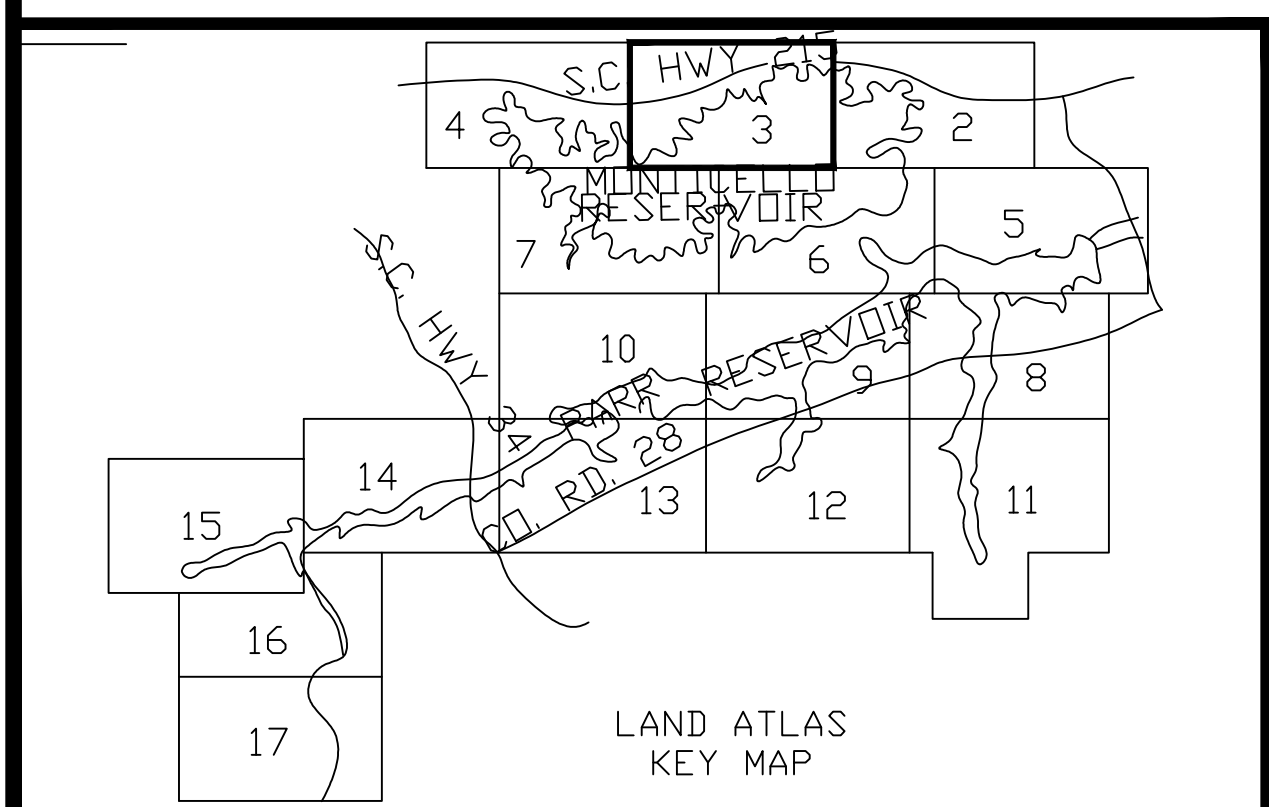 S.C. HWY 215
4
3
2
MONTICELLO
RESERVOIR
7
6
5
S.C. HWY 34
10
PARR RESERVOIR
9
8
14
CO. RD. 28
15
13
12
11
16
17
LAND ATLAS
KEY MAP